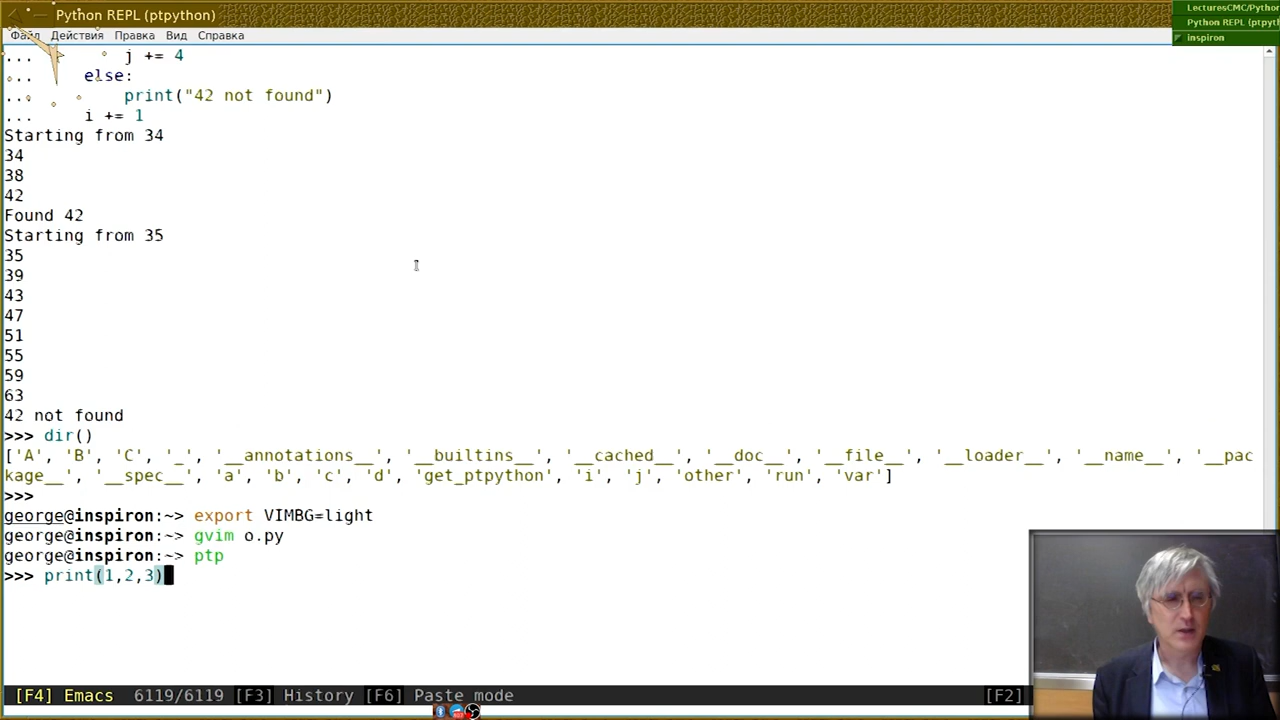 Python REPL (ptpython)
LecturesCMC/Python
Python REPL (ptpyth
inspiron
Файл Действия Правка Вид Справка
... j += 4
... else:
... print("42 not found")
... i += 1
Starting from 34
34
38
42
Found 42
Starting from 35
35
39
43
47
51
55
59
63
42 not found
>>> dir()
['A', 'B', 'C', '_', '__annotations__', '__builtins__', '__cached__', '__doc__', '__file__', '__loader__', '__name__', '__pac
kage__', '__spec__', 'a', 'b', 'c', 'd', 'get_ptpython', 'i', 'j', 'other', 'run', 'var']
>>>
george@inspiron:~> export VIMBG=light
george@inspiron:~> gvim o.py
george@inspiron:~> ptp
>>> print(1,2,3)
[F4] Emacs 6119/6119 [F3] History [F6] Paste mode [F2]